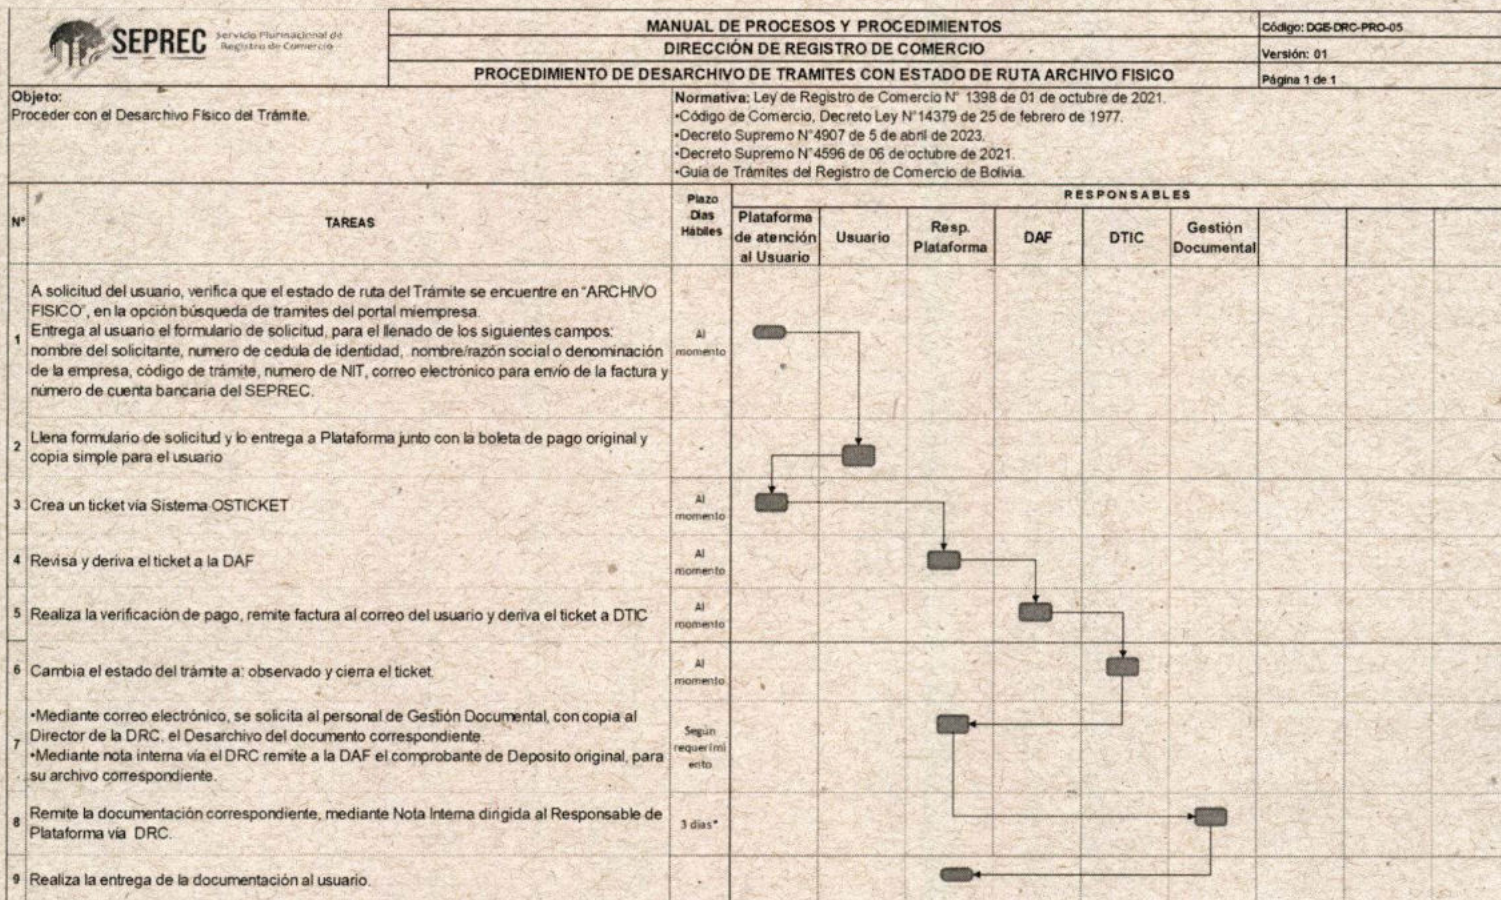 SEPREC
Servicio Plurinacional de
Registro de Comercio
MANUAL DE PROCESOS Y PROCEDIMIENTOS
DIRECCIÓN DE REGISTRO DE COMERCIO
PROCEDIMIENTO DE DESARCHIVO DE TRAMITES CON ESTADO DE RUTA ARCHIVO FISICO
Código: DGE-DRC-PRO-05
Versión: 01
Página 1 de 1
Objeto:
Proceder con el Desarchivo Físico del Trámite.
Normativa: Ley de Registro de Comercio N° 1398 de 01 de octubre de 2021.
•Código de Comercio, Decreto Ley N°14379 de 25 de febrero de 1977.
•Decreto Supremo N°4907 de 5 de abril de 2023.
•Decreto Supremo N°4596 de 06 de octubre de 2021.
•Guía de Trámites del Registro de Comercio de Bolivia.
N°
TAREAS
Plazo
Dias
Hábiles
RESPONSABLES
Plataforma
de atención
al Usuario
Usuario
Resp.
Plataforma
DAF
DTIC
Gestión
Documental
1
A solicitud del usuario, verifica que el estado de ruta del Trámite se encuentre en "ARCHIVO
FISICO", en la opción búsqueda de tramites del portal miempresa.
Entrega al usuario el formulario de solicitud, para el llenado de los siguientes campos:
nombre del solicitante, numero de cedula de identidad, nombre/razón social o denominación
de la empresa, código de trámite, numero de NIT, correo electrónico para envío de la factura y
número de cuenta bancaria del SEPREC.
Al
momento
2
Llena formulario de solicitud y lo entrega a Plataforma junto con la boleta de pago original y
copia simple para el usuario
-
3 Crea un ticket vía Sistema OSTICKET
Al
momento
4 Revisa y deriva el ticket a la DAF
Al
momento
5 Realiza la verificación de pago, remite factura al correo del usuario y deriva el ticket a DTIC
Al
momento
6 Cambia el estado del trámite a: observado y cierra el ticket.
Al
momento
7
•Mediante correo electrónico, se solicita al personal de Gestión Documental, con copia al
Director de la DRC, el Desarchivo del documento correspondiente.
•Mediante nota interna vía el DRC remite a la DAF el comprobante de Deposito original, para
su archivo correspondiente.
Según
requerimi
ento
8
Remite la documentación correspondiente, mediante Nota Interna dirigida al Responsable de
Plataforma vía DRC.
3 dias*
9 Realiza la entrega de la documentación al usuario.
-